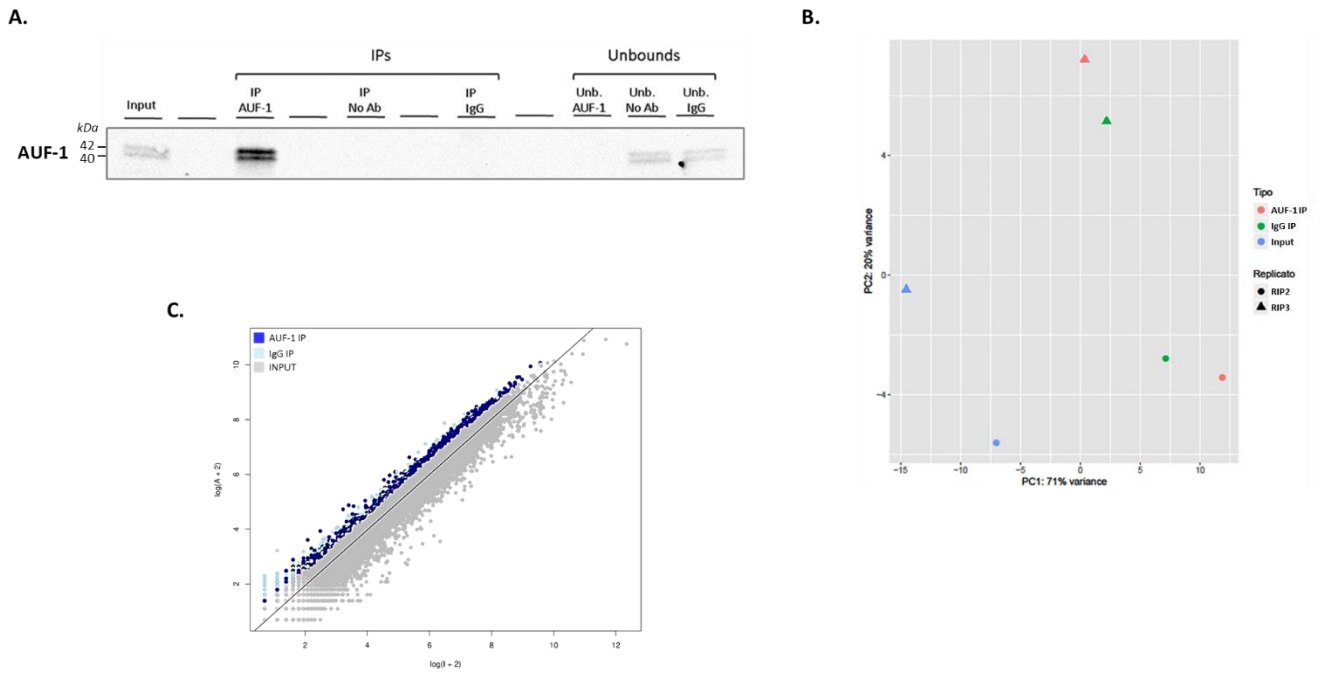 A.
IPs
Unbounds
Input
IP
AUF-1
IP
No Ab
IP
IgG
Unb.
AUF-1
Unb.
No Ab
Unb.
IgG
kDa
AUF-1
42
40
B.
4
0
−4
PC2: 20% variance
−15 −10 −5 0 5 10
PC1: 71% variance
Tipo
AUF-1 IP
IgG IP
Input
Replicato
RIP2
RIP3
C.
AUF-1 IP
IgG IP
INPUT
10
8
6
4
2
log(A + 2)
2 4 6 8 10 12
log(I + 2)